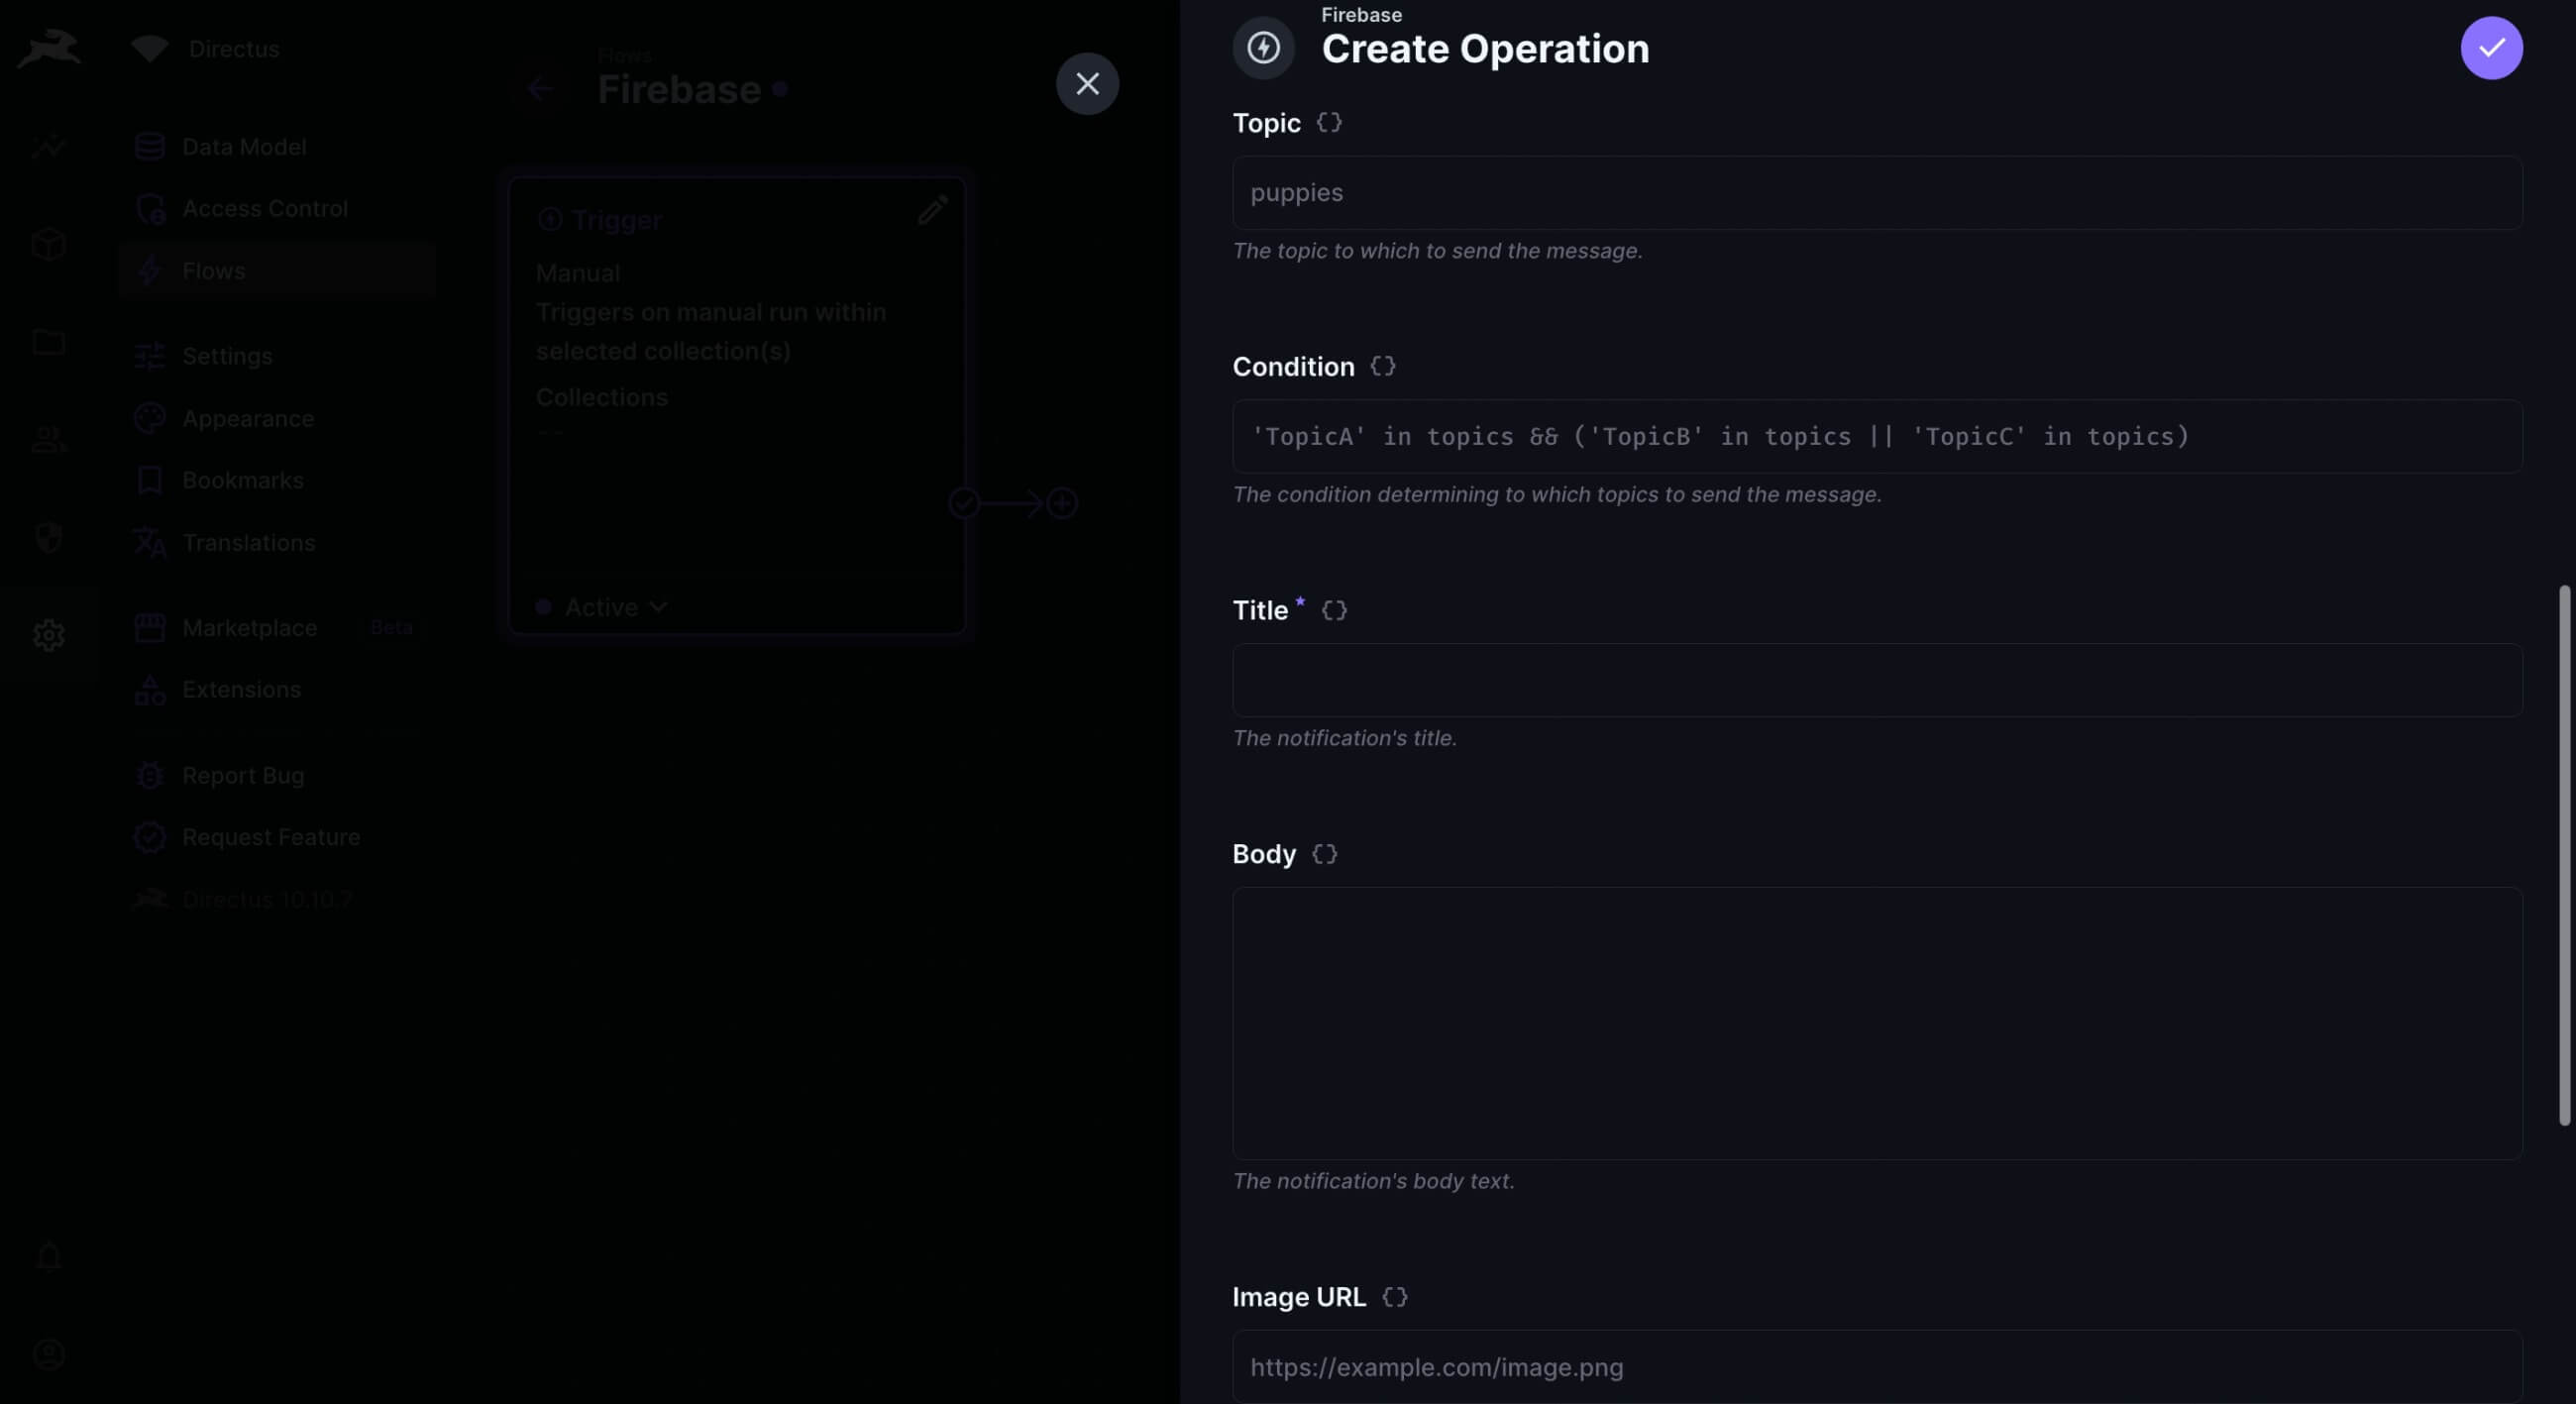 Directus
Data Model
Access Control
Flows
Settings
Appearance
Bookmarks
Translations
Marketplace Beta
Extensions
Report Bug
Request Feature
Directus 10.10.7
Flows
Firebase
Trigger
Manual
Triggers on manual run within
selected collection(s)
Collections
--
Active
Firebase
Create Operation
Topic {}
puppies
The topic to which to send the message.
Condition {}
'TopicA' in topics && ('TopicB' in topics || 'TopicC' in topics)
The condition determining to which topics to send the message.
Title * {}
The notification's title.
Body {}
The notification's body text.
Image URL {}
https://example.com/image.png